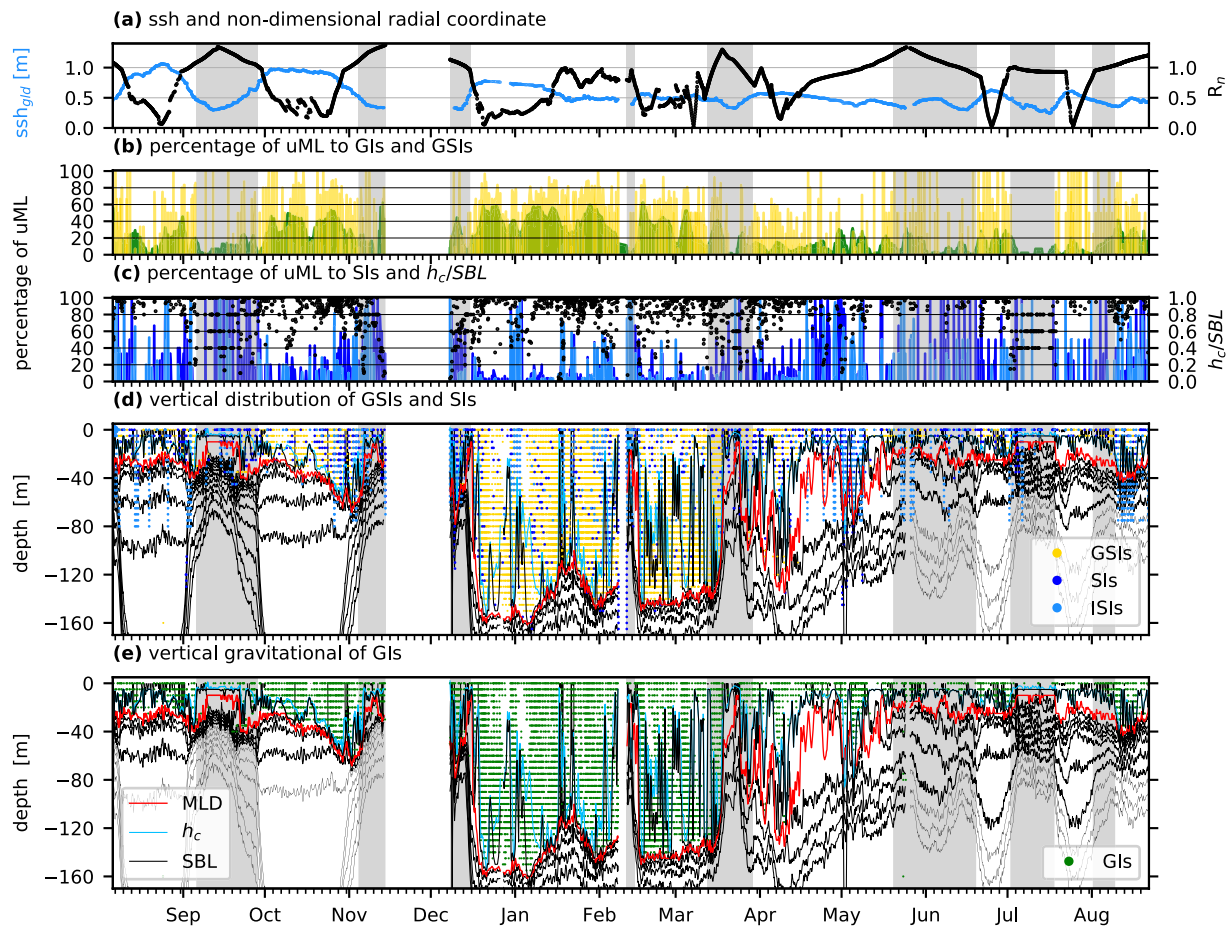 (a) ssh and non-dimensional radial coordinate
ssh_gld [m]
1.0
0.5
0.0
1.0
0.5
0.0
R_n
(b) percentage of uML to GIs and GSIs
100
80
60
40
20
0
percentage of uML
(c) percentage of uML to SIs and h_c/SBL
100
80
60
40
20
0
1.0
0.8
0.6
0.4
0.2
0.0
h_c/SBL
(d) vertical distribution of GSIs and SIs
depth [m]
0
−40
−80
−120
−160
GSIs
SIs
ISIs
(e) vertical gravitational of GIs
depth [m]
0
−40
−80
−120
−160
MLD
h_c
SBL
GIs
Sep Oct Nov Dec Jan Feb Mar Apr May Jun Jul Aug